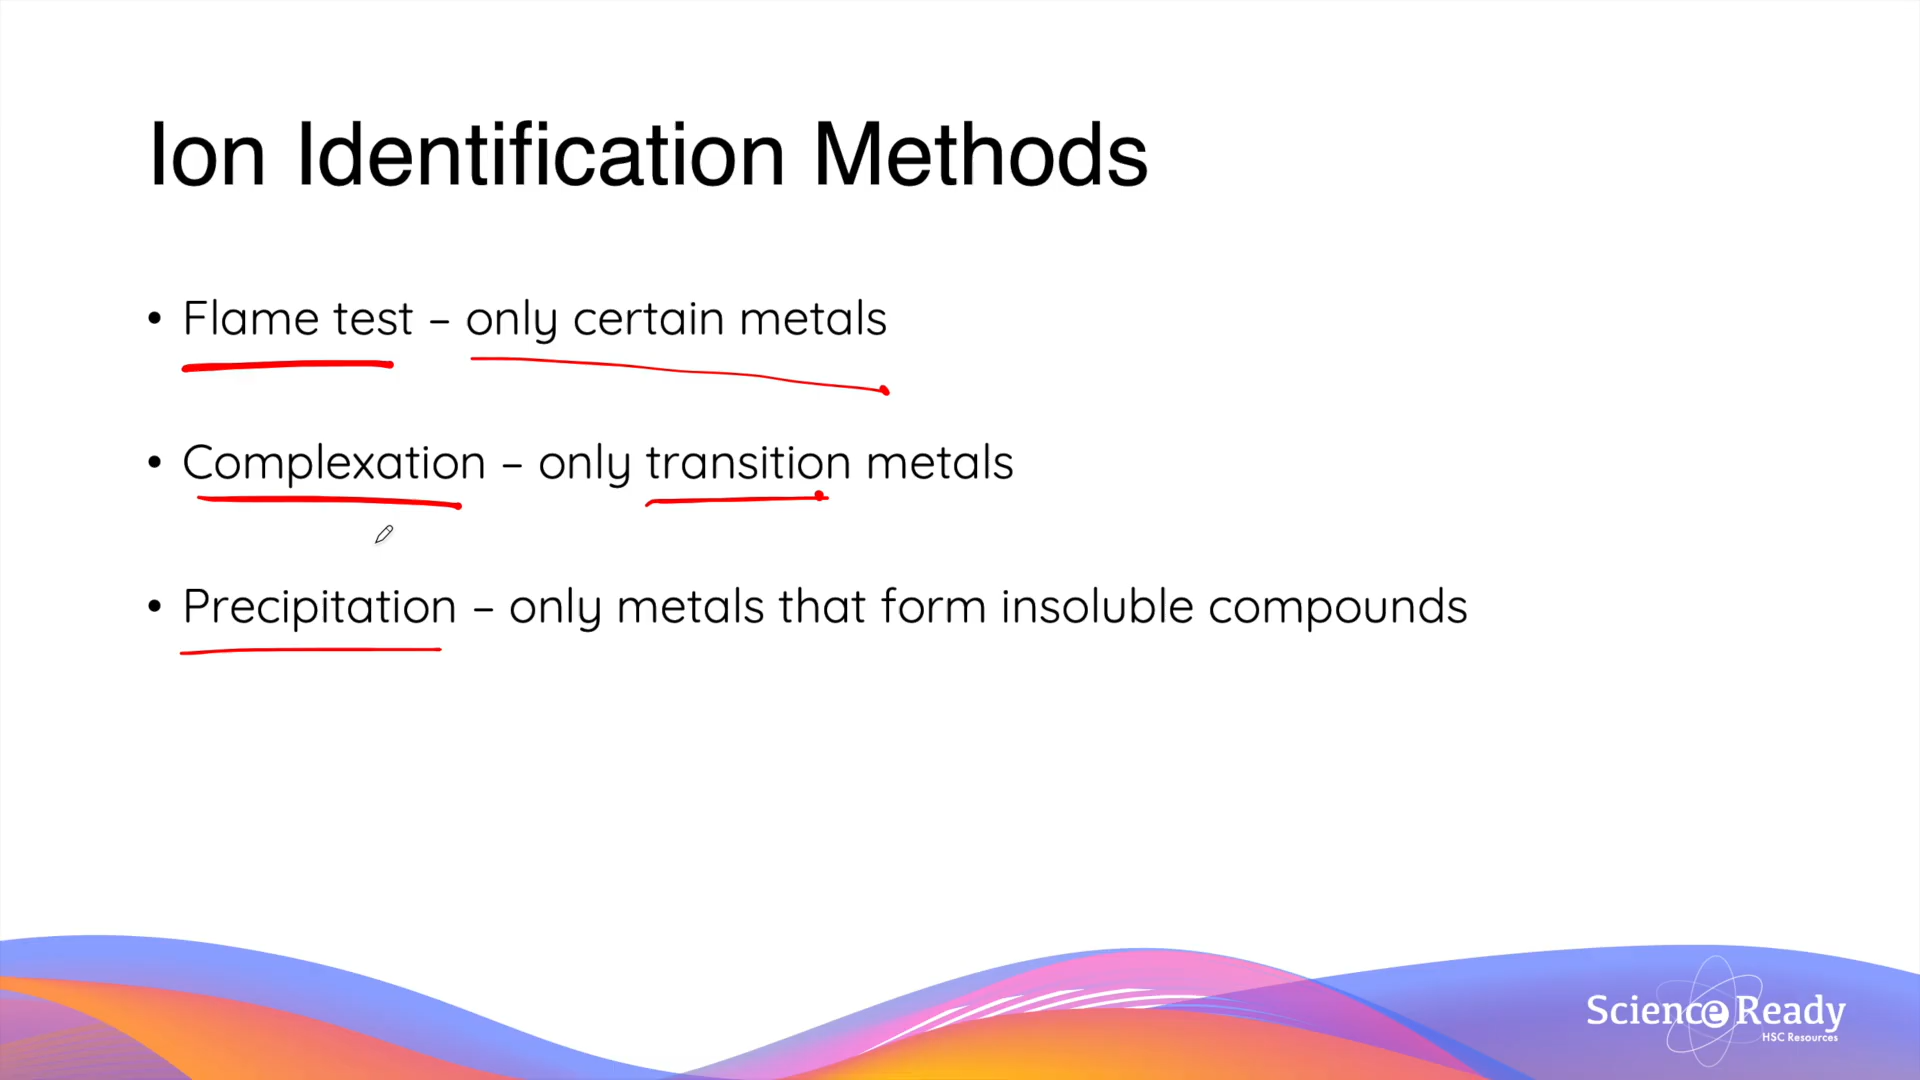 Ion Identification Methods
• Flame test – only certain metals
• Complexation – only transition metals
• Precipitation – only metals that form insoluble compounds
Science Ready
HSC Resources